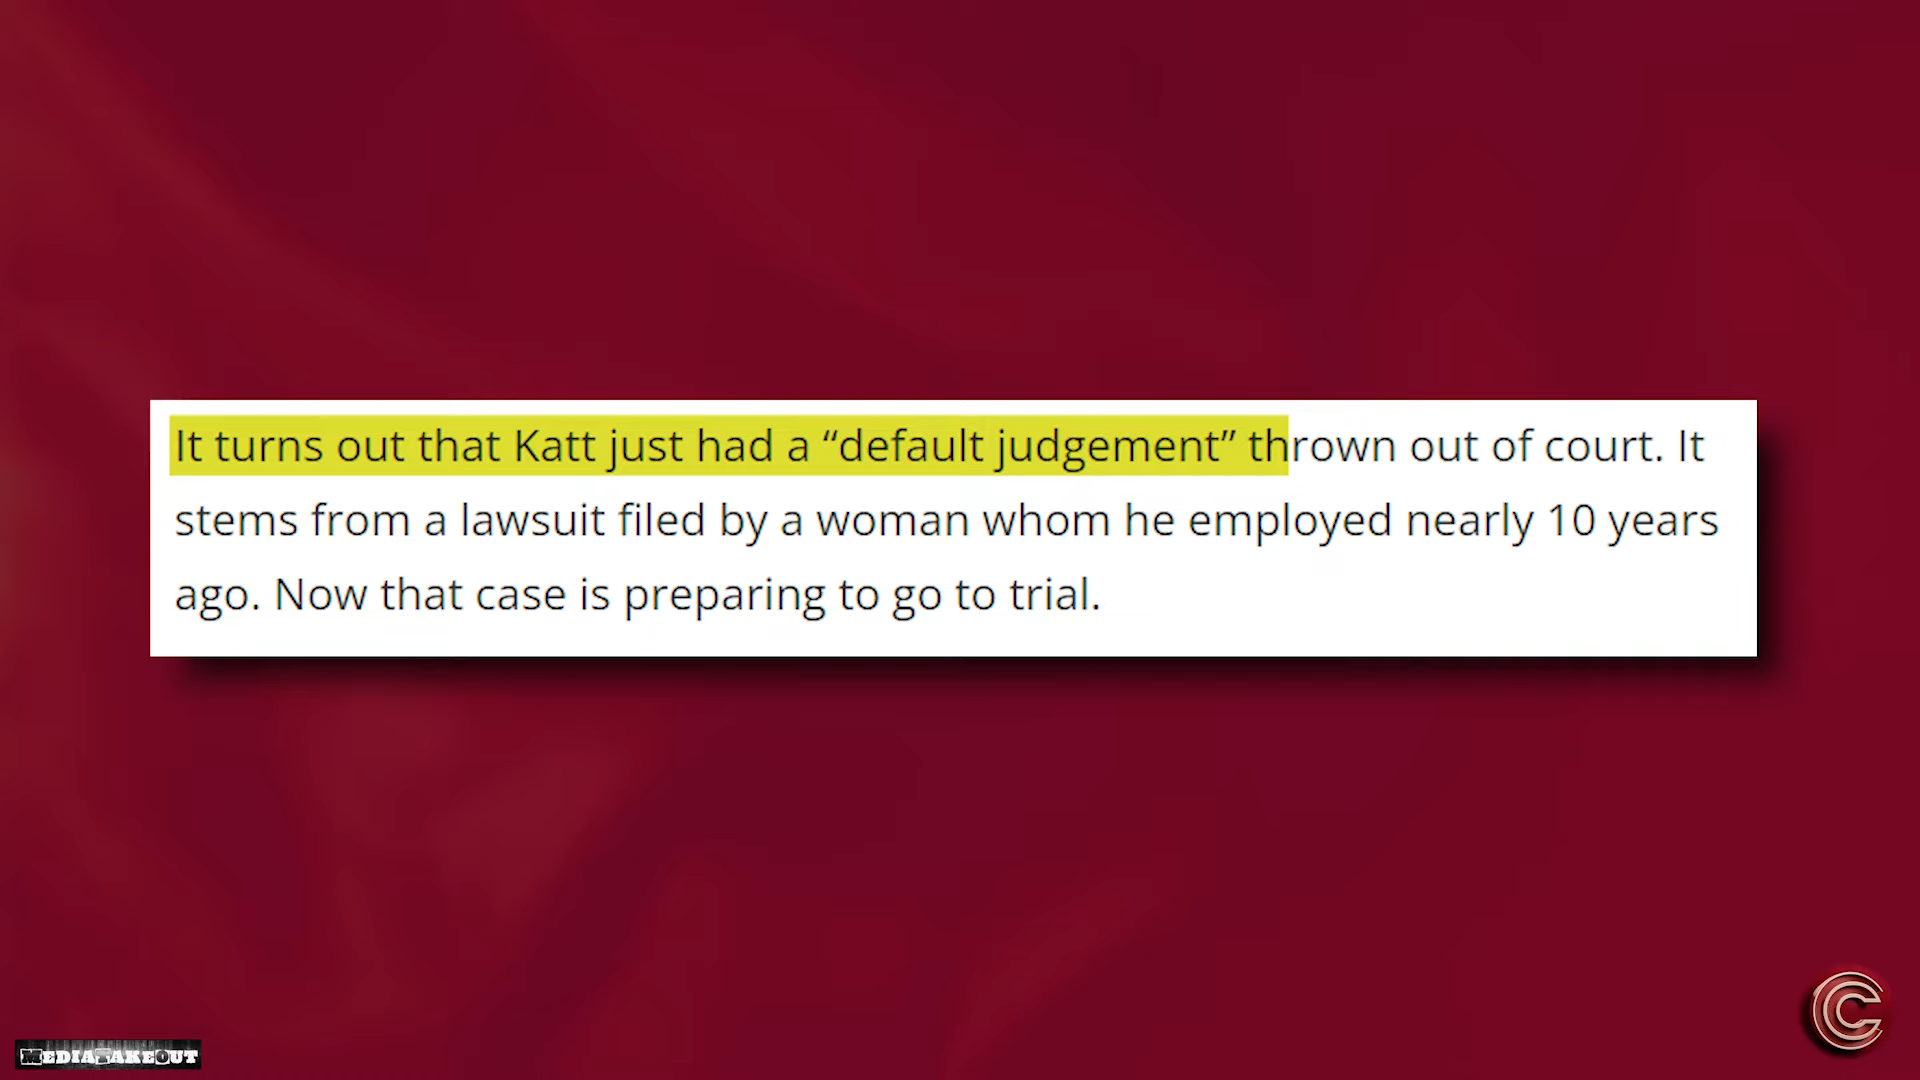 It turns out that Katt just had a “default judgement” thrown out of court. It
stems from a lawsuit filed by a woman whom he employed nearly 10 years
ago. Now that case is preparing to go to trial.
MEDIATAKEOUT
C